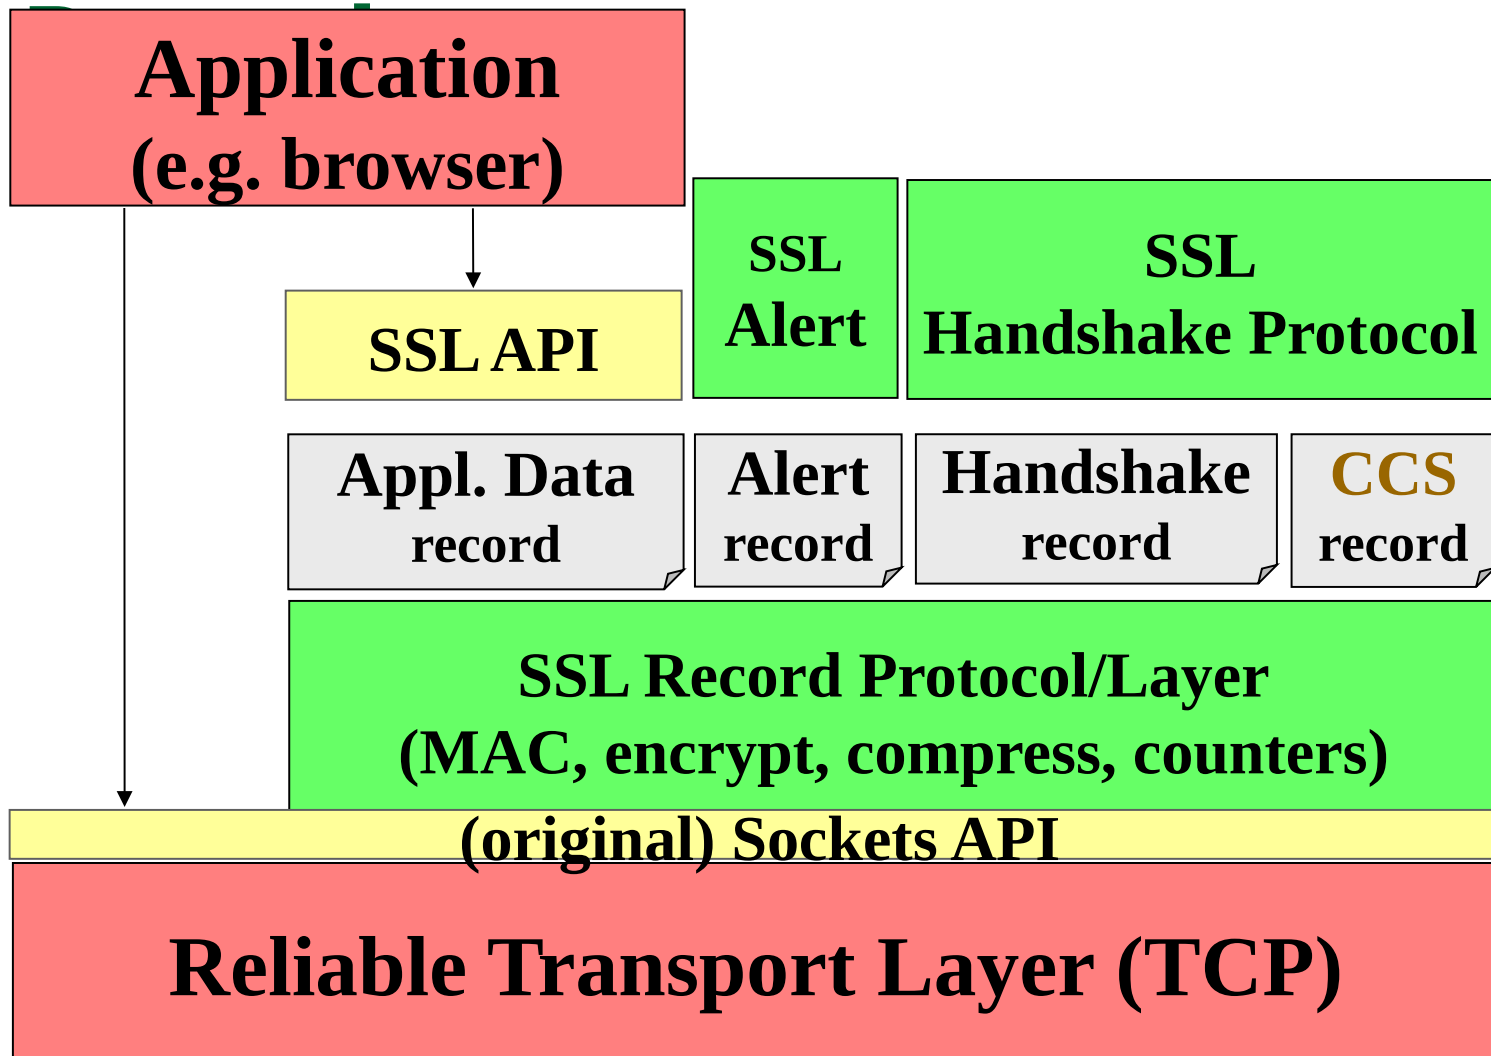 Application
(e.g. browser)
SSL
Alert
SSL
Handshake Protocol
SSL API
Appl. Data
record
Alert
record
Handshake
record
CCS
record
SSL Record Protocol/Layer
(MAC, encrypt, compress, counters)
(original) Sockets API
Reliable Transport Layer (TCP)